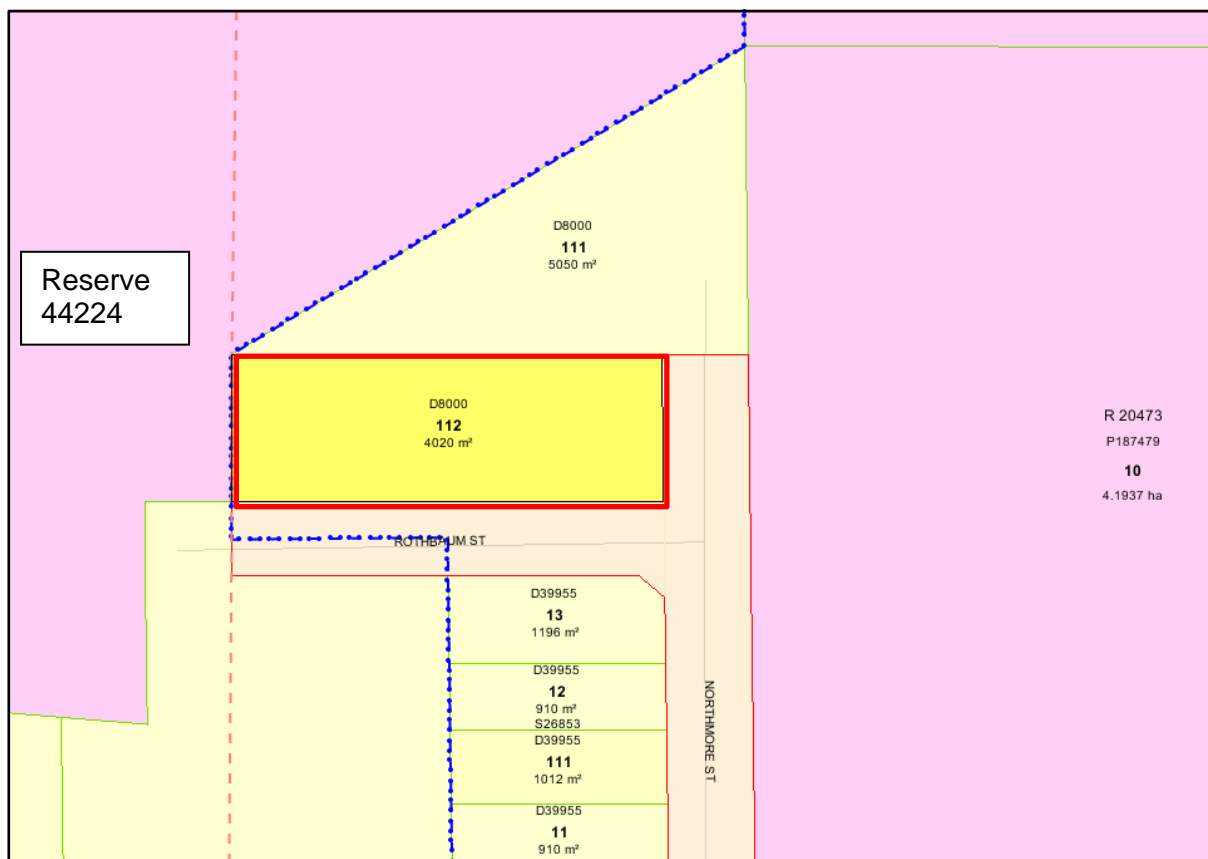 D8000
111
5050 m²
Reserve
44224
D8000
112
4020 m²
R 20473
P187479
10
4.1937 ha
ROTHBAUM ST
D39955
13
1196 m²
D39955
12
910 m²
S26853
D39955
111
1012 m²
NORTHMORE ST
D39955
11
910 m²